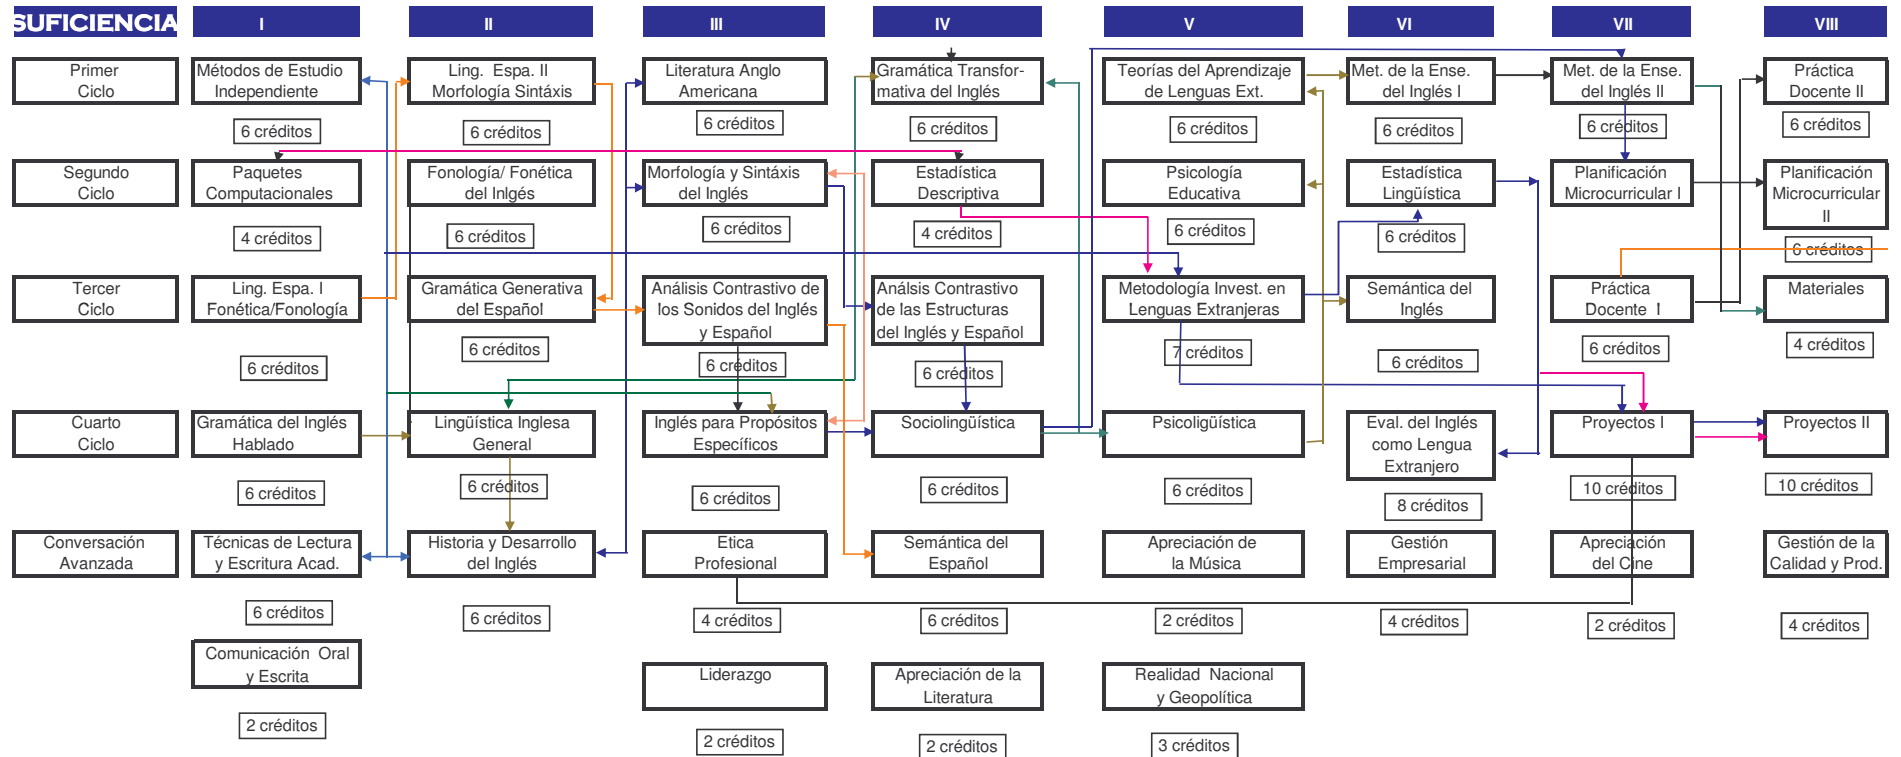 SUFICIENCIA
I
II
III
IV
V
VI
VII
VIII
Primer
Ciclo
Métodos de Estudio
Independiente
6 créditos
Ling. Espa. II
Morfología Sintáxis
6 créditos
Literatura Anglo
Americana
6 créditos
Gramática Transfor-
mativa del Inglés
6 créditos
Teorías del Aprendizaje
de Lenguas Ext.
6 créditos
Met. de la Ense.
del Inglés I
6 créditos
Met. de la Ense.
del Inglés II
6 créditos
Práctica
Docente II
6 créditos
Segundo
Ciclo
Paquetes
Computacionales
4 créditos
Fonología/ Fonética
del Inlgés
6 créditos
Morfología y Sintáxis
del Inglés
6 créditos
Estadística
Descriptiva
4 créditos
Psicología
Educativa
6 créditos
Estadística
Lingüística
6 créditos
Planificación
Microcurricular I
Planificación
Microcurricular
II
6 créditos
Tercer
Ciclo
Ling. Espa. I
Fonética/Fonología
6 créditos
Gramática Generativa
del Español
6 créditos
Análisis Contrastivo de
los Sonidos del Inglés
y Español
6 créditos
Análsis Contrastivo
de las Estructuras
del Inglés y Español
6 créditos
Metodología Invest. en
Lenguas Extranjeras
7 créditos
Semántica del
Inglés
6 créditos
Práctica
Docente I
6 créditos
Materiales
4 créditos
Cuarto
Ciclo
Gramática del Inglés
Hablado
6 créditos
Lingüística Inglesa
General
6 créditos
Inglés para Propósitos
Específicos
6 créditos
Sociolingüística
6 créditos
Psicoligüística
6 créditos
Eval. del Inglés
como Lengua
Extranjero
8 créditos
Proyectos I
10 créditos
Proyectos II
10 créditos
Conversación
Avanzada
Técnicas de Lectura
y Escritura Acad.
6 créditos
Historia y Desarrollo
del Inglés
6 créditos
Etica
Profesional
4 créditos
Semántica del
Español
6 créditos
Apreciación de
la Música
2 créditos
Gestión
Empresarial
4 créditos
Apreciación
del Cine
2 créditos
Gestión de la
Calidad y Prod.
4 créditos
Comunicación Oral
y Escrita
2 créditos
Liderazgo
2 créditos
Apreciación de la
Literatura
2 créditos
Realidad Nacional
y Geopolítica
3 créditos